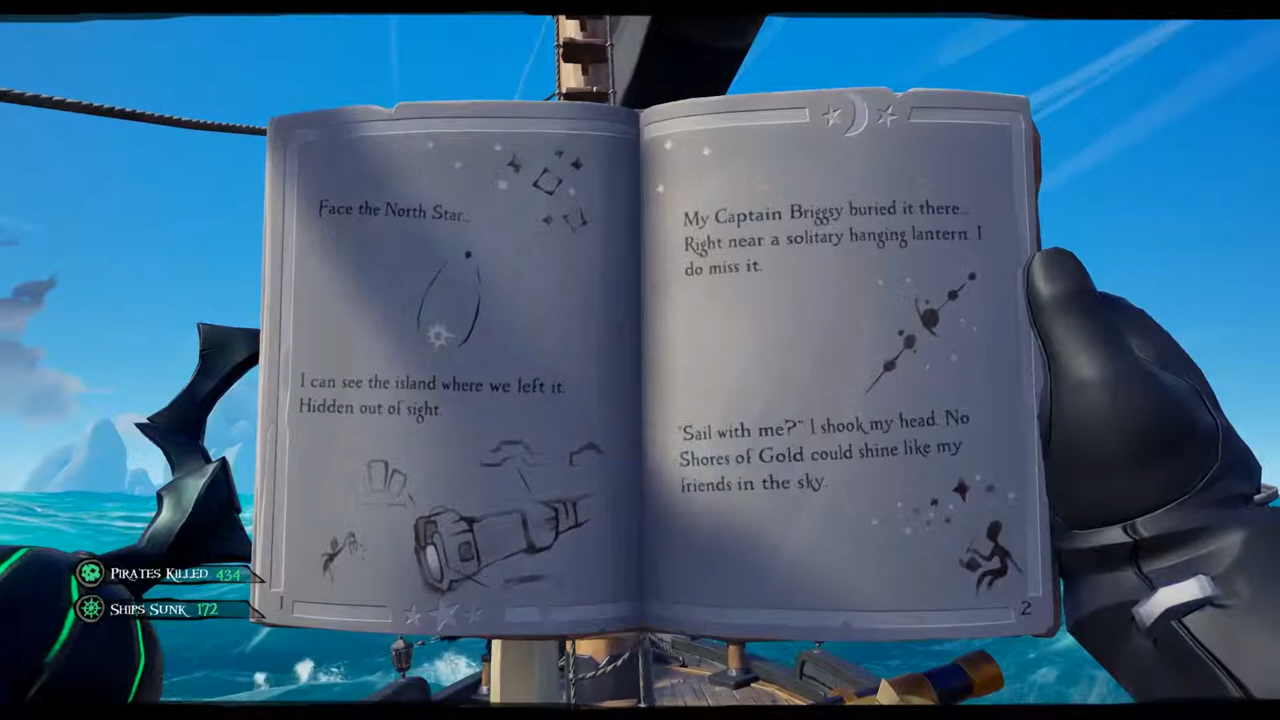 Face the North Star..
I can see the island where we left it.
Hidden out of sight.
1
My Captain Briggsy buried it there...
Right near a solitary hanging lantern. I
do miss it.
"Sail with me?" I shook my head. No
Shores of Gold could shine like my
friends in the sky.
2
Pirates Killed 434
Ships Sunk 172